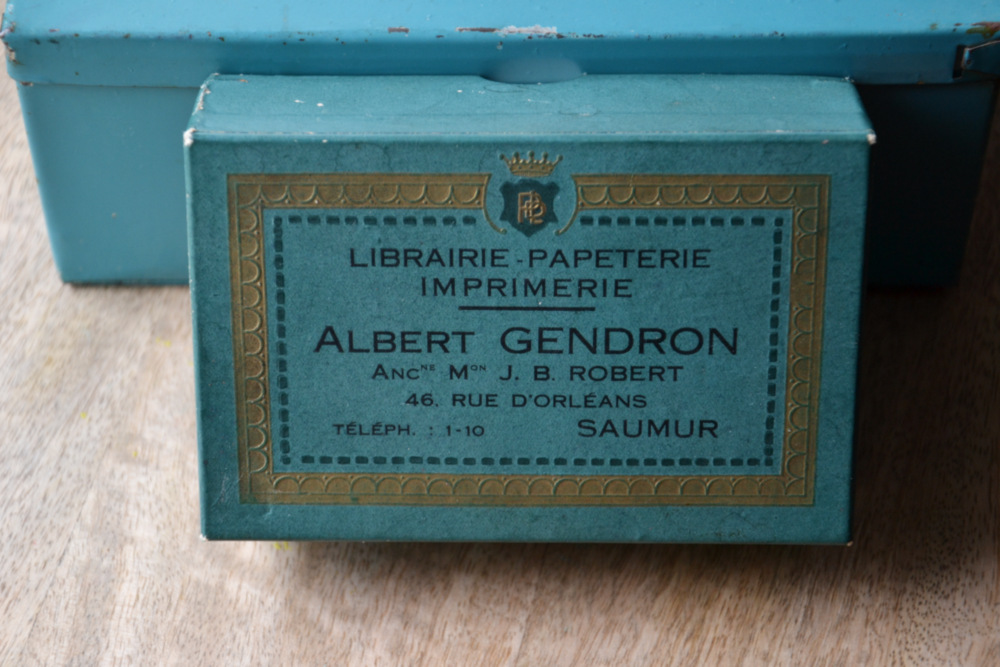 LIBRAIRIE-PAPETERIE
IMPRIMERIE
ALBERT GENDRON
ANCNE MON J. B. ROBERT
46, RUE D'ORLÉANS
TÉLÉPH. : 1-10 SAUMUR